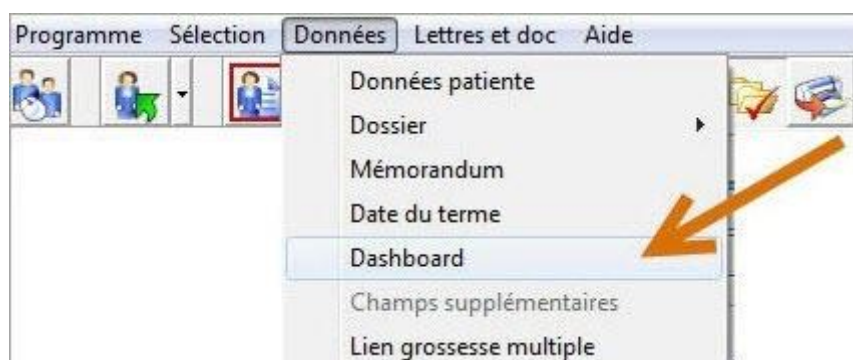 Programme Sélection Données Lettres et doc Aide
Données patiente
Dossier
Mémorandum
Date du terme
Dashboard
Champs supplémentaires
Lien grossesse multiple